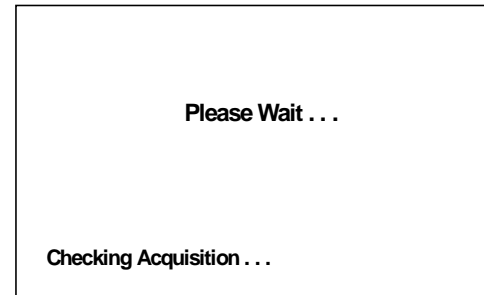 Please Wait . . .
Checking Acquisition . . .